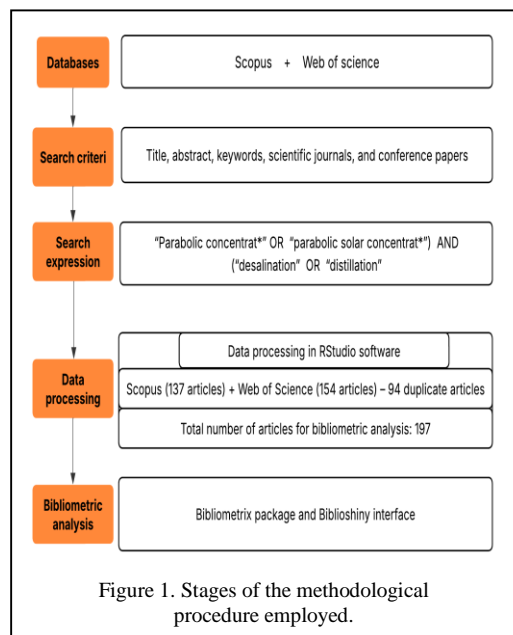 Databases
Scopus + Web of science
Search criteri
Title, abstract, keywords, scientific journals, and conference papers
Search
expression
“Parabolic concentrat*” OR “parabolic solar concentrat*”) AND
(“desalination” OR “distillation”
Data
processing
Data processing in RStudio software
Scopus (137 articles) + Web of Science (154 articles) – 94 duplicate articles
Total number of articles for bibliometric analysis: 197
Bibliometric
analysis
Bibliometrix package and Biblioshiny interface
Figure 1. Stages of the methodological
procedure employed.